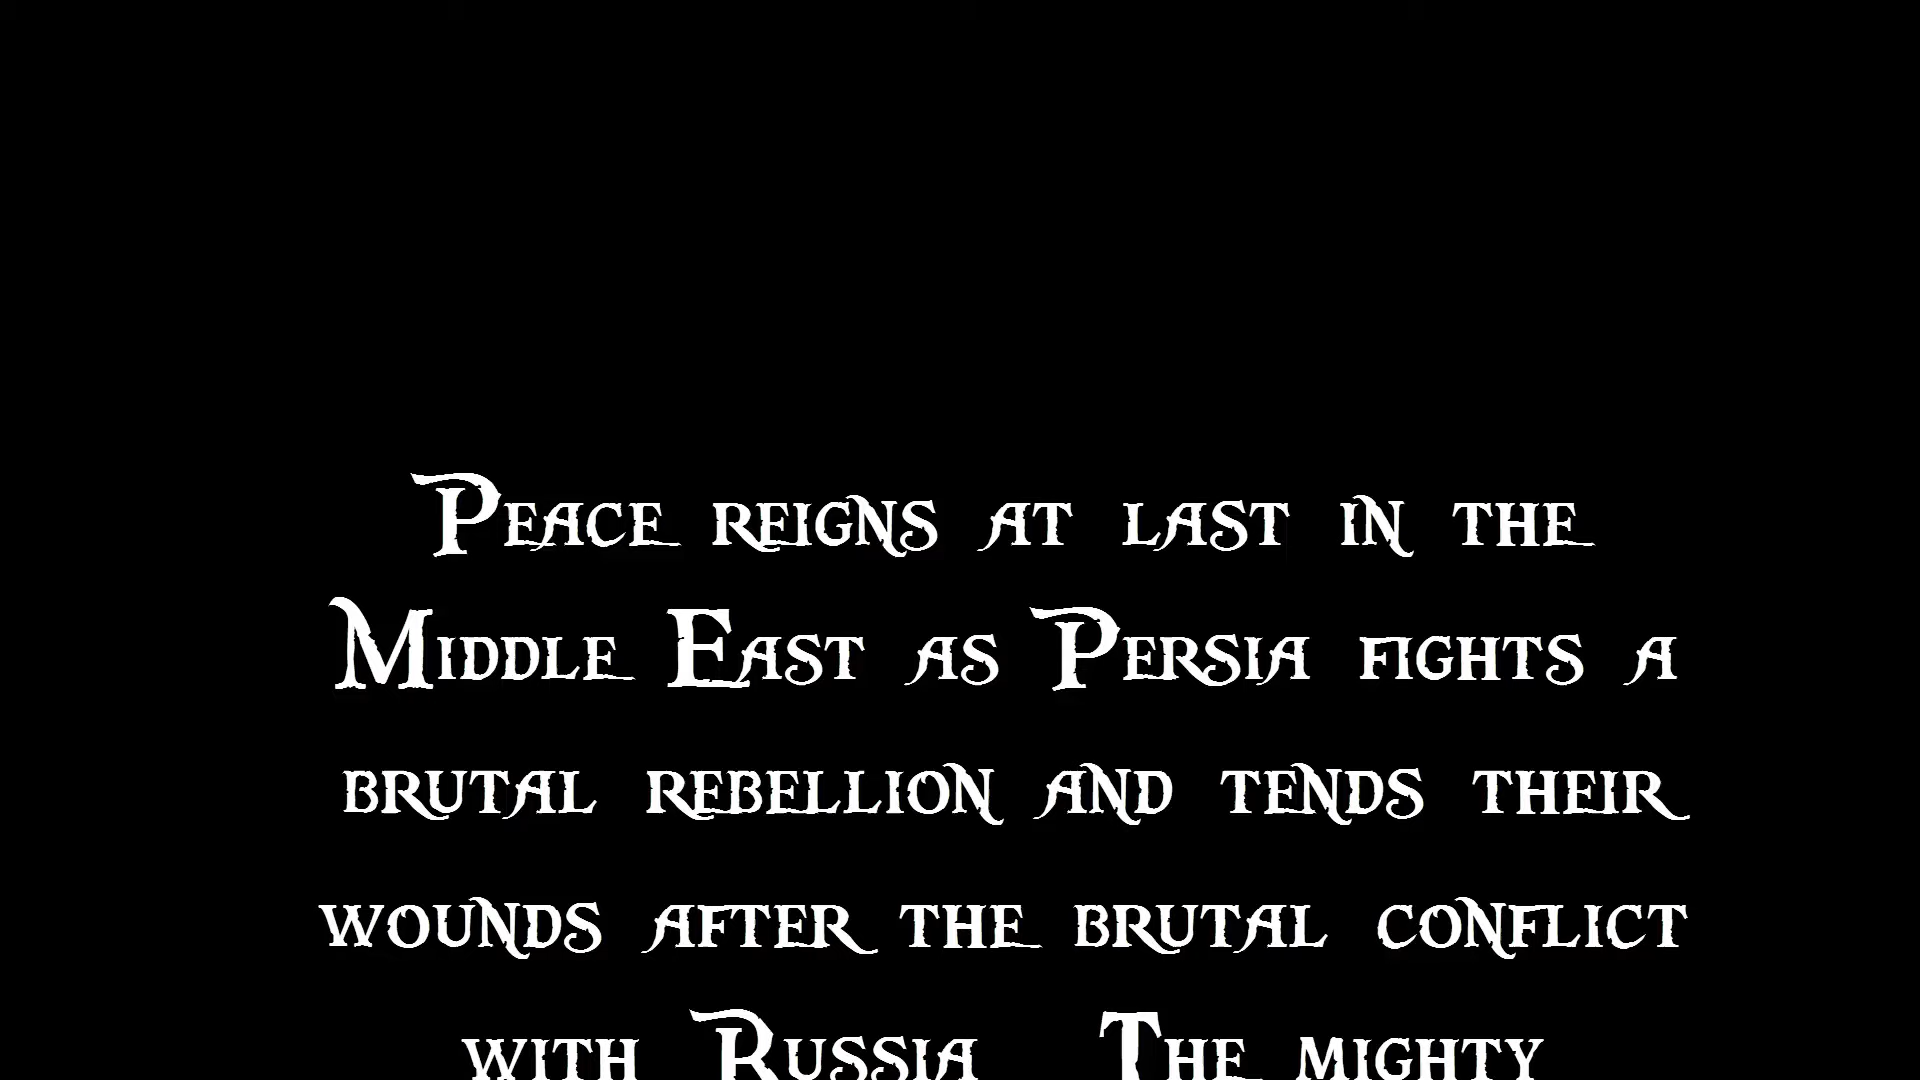 Peace reigns at last in the
Middle East as Persia fights a
brutal rebellion and tends their
wounds after the brutal conflict
with Russia The mighty